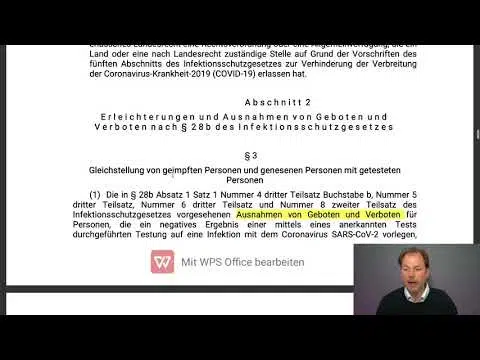 Land oder eine nach Landesrecht zuständige Stelle auf Grund der Vorschriften des
fünften Abschnitts des Infektionsschutzgesetzes zur Verhinderung der Verbreitung
der Coronavirus-Krankheit-2019 (COVID-19) erlassen hat.
Abschnitt 2
Erleichterungen und Ausnahmen von Geboten und
Verboten nach § 28b des Infektionsschutzgesetzes
§ 3
Gleichstellung von geimpften Personen und genesenen Personen mit getesteten
Personen
(1) Die in § 28b Absatz 1 Satz 1 Nummer 4 dritter Teilsatz Buchstabe b, Nummer 5
dritter Teilsatz, Nummer 6 dritter Teilsatz und Nummer 8 zweiter Teilsatz des
Infektionsschutzgesetzes vorgesehenen Ausnahmen von Geboten und Verboten für
Personen, die ein negatives Ergebnis einer mittels eines anerkannten Tests
durchgeführten Testung auf eine Infektion mit dem Coronavirus SARS-CoV-2 vorlegen,
Mit WPS Office bearbeiten